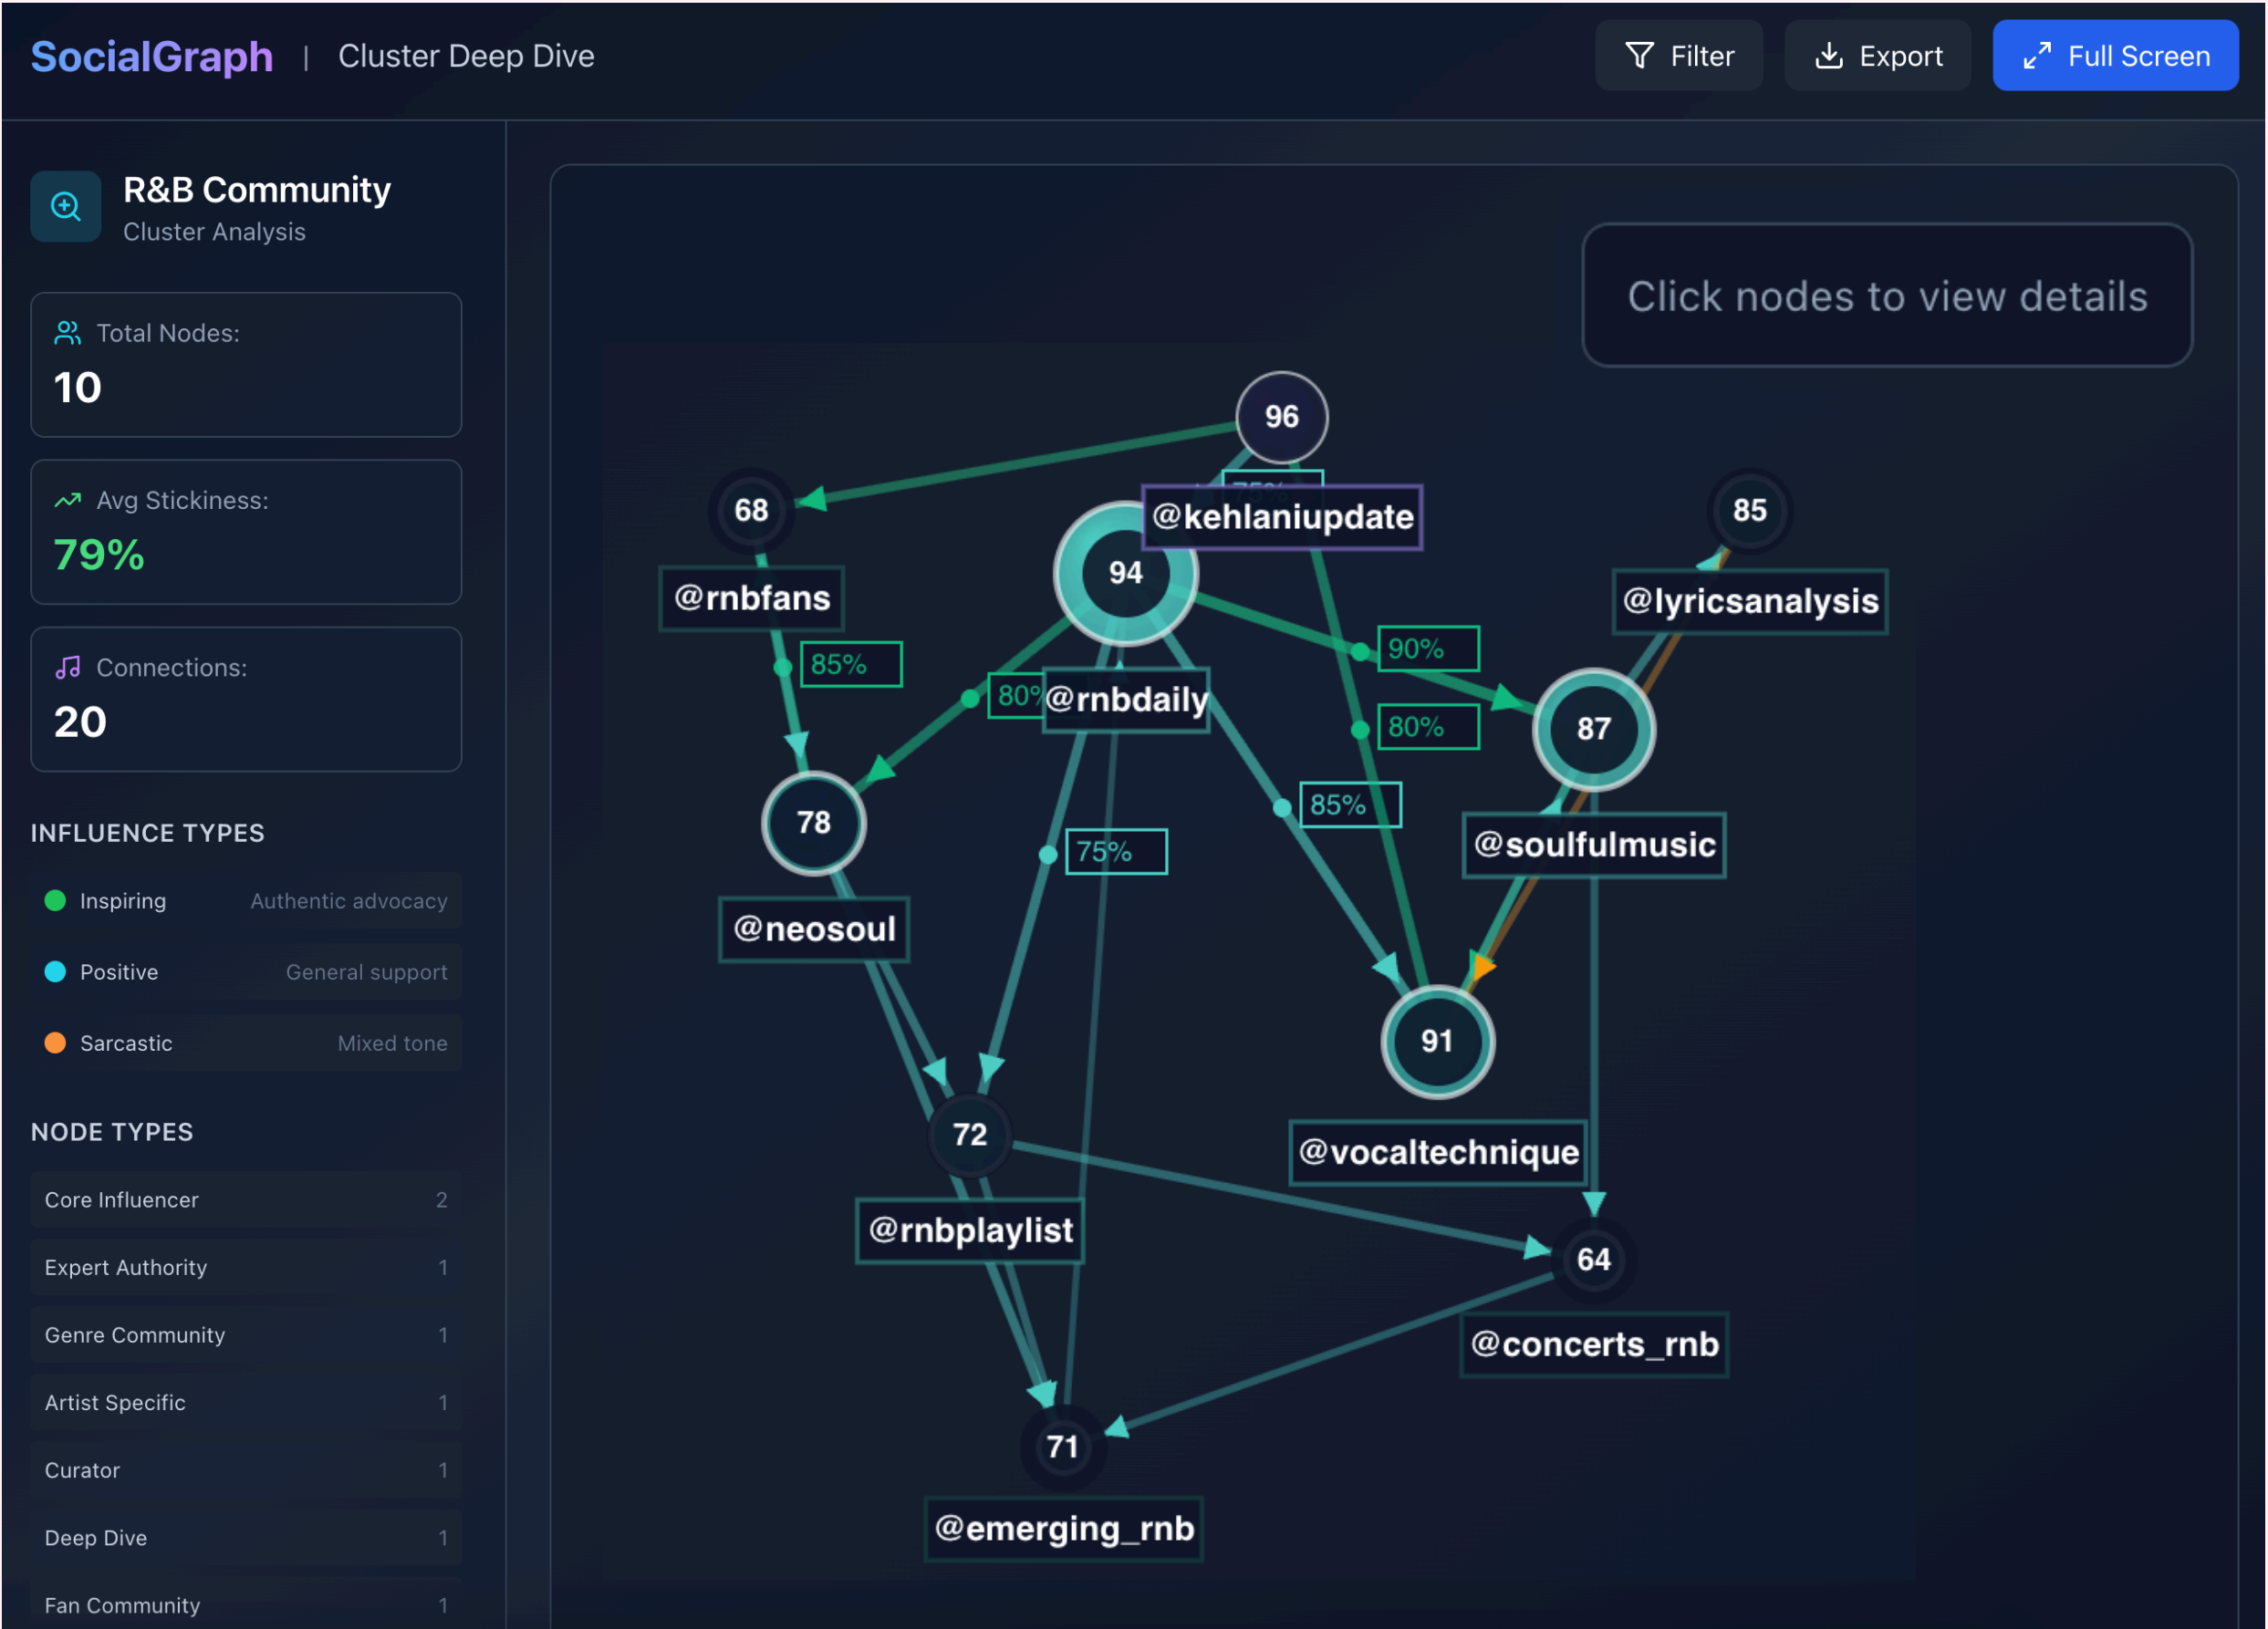 SocialGraph | Cluster Deep Dive
Filter
Export
Full Screen
R&B Community
Cluster Analysis
Total Nodes:
10
Avg Stickiness:
79%
Connections:
20
INFLUENCE TYPES
Inspiring Authentic advocacy
Positive General support
Sarcastic Mixed tone
NODE TYPES
Core Influencer 2
Expert Authority 1
Genre Community 1
Artist Specific 1
Curator 1
Deep Dive 1
Fan Community 1
Click nodes to view details
96
75%
@kehlaniupdate
68
@rnbfans
85
@lyricsanalysis
94
@rnbdaily
85%
80%
90%
80%
87
@soulfulmusic
78
@neosoul
85%
75%
91
@vocaltechnique
72
@rnbplaylist
64
@concerts_rnb
71
@emerging_rnb